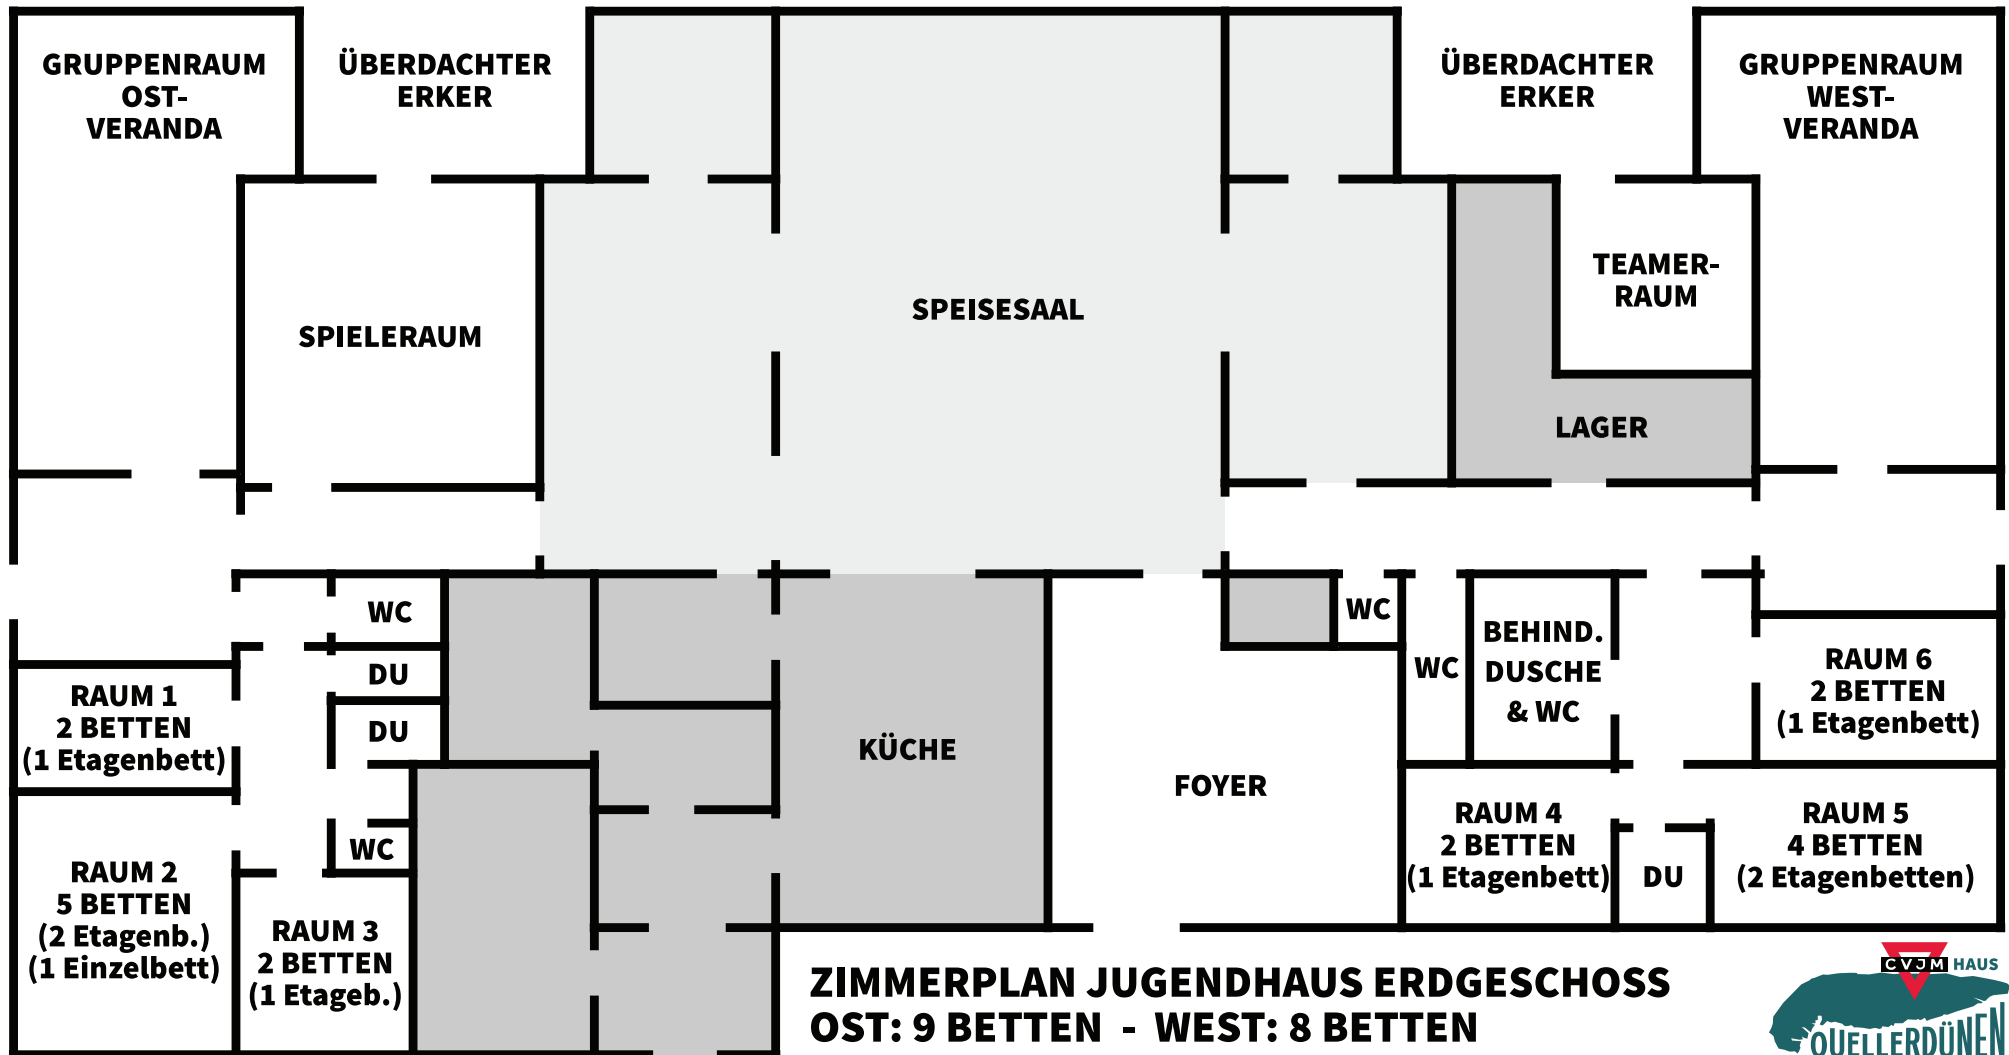 GRUPPENRAUM
OST-
VERANDA
ÜBERDACHTER
ERKER
ÜBERDACHTER
ERKER
GRUPPENRAUM
WEST-
VERANDA
SPIELERAUM
SPEISESAAL
TEAMER-
RAUM
LAGER
WC
DU
DU
WC
RAUM 1
2 BETTEN
(1 Etagenbett)
RAUM 2
5 BETTEN
(2 Etagenb.)
(1 Einzelbett)
RAUM 3
2 BETTEN
(1 Etageb.)
KÜCHE
FOYER
WC
WC
BEHIND.
DUSCHE
& WC
RAUM 6
2 BETTEN
(1 Etagenbett)
RAUM 4
2 BETTEN
(1 Etagenbett)
DU
RAUM 5
4 BETTEN
(2 Etagenbetten)
ZIMMERPLAN JUGENDHAUS ERDGESCHOSS
OST: 9 BETTEN - WEST: 8 BETTEN
CVJM HAUS
QUELLERDÜNEN